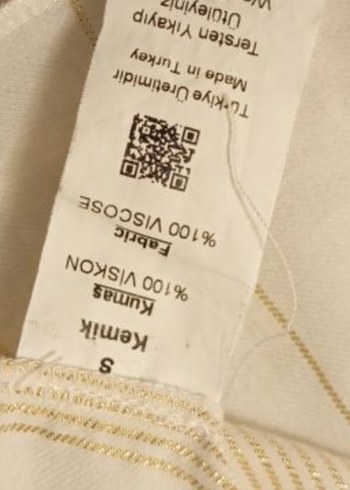 S
Kemik
Kumaş
%100 VİSKON
Fabric
%100 VISCOSE
Türkiye Üretimidir
Made in Turkey
Tersten Yıkayıp
Ütüleyiniz